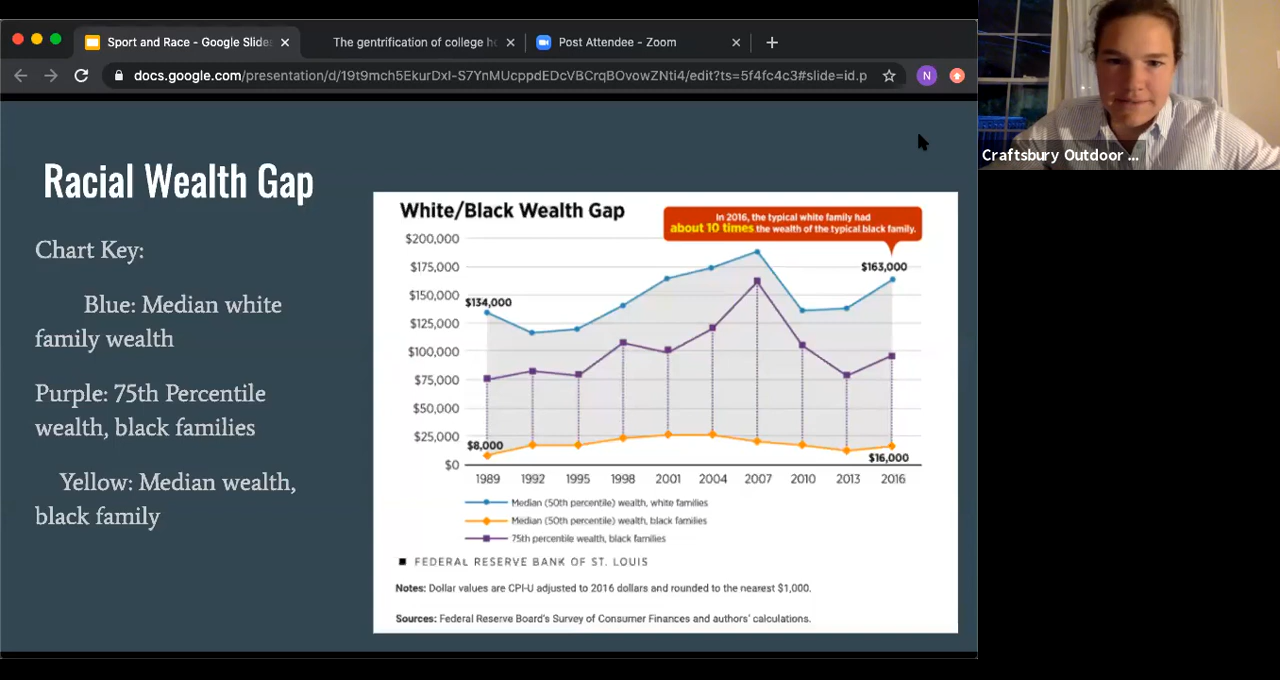 Sport and Race - Google Slides
The gentrification of college h
Post Attendee - Zoom
docs.google.com/presentation/d/19t9mch5EkurDxI-S7YnMUcppdEDcVBCrqBOvowZNti4/edit?ts=5f4fc4c3#slide=id.p
N
Craftsbury Outdoor ...
Racial Wealth Gap
Chart Key:
Blue: Median white
family wealth
Purple: 75th Percentile
wealth, black families
Yellow: Median wealth,
black family
White/Black Wealth Gap
In 2016, the typical white family had
about 10 times the wealth of the typical black family.
$200,000
$175,000
$150,000
$125,000
$100,000
$75,000
$50,000
$25,000
$0
$134,000
$163,000
$8,000
$16,000
1989 1992 1995 1998 2001 2004 2007 2010 2013 2016
Median (50th percentile) wealth, white families
Median (50th percentile) wealth, black families
75th percentile wealth, black families
FEDERAL RESERVE BANK OF ST. LOUIS
Notes: Dollar values are CPI-U adjusted to 2016 dollars and rounded to the nearest $1,000.
Sources: Federal Reserve Board's Survey of Consumer Finances and authors' calculations.